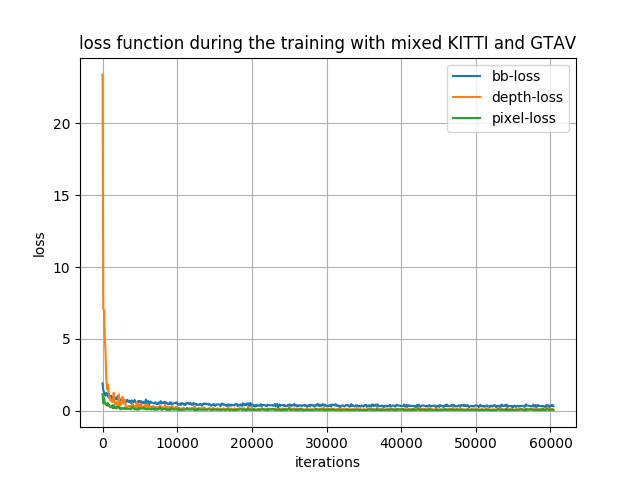 loss function during the training with mixed KITTI and GTAV
bb-loss
depth-loss
pixel-loss
20
15
10
5
0
loss
0 10000 20000 30000 40000 50000 60000
iterations